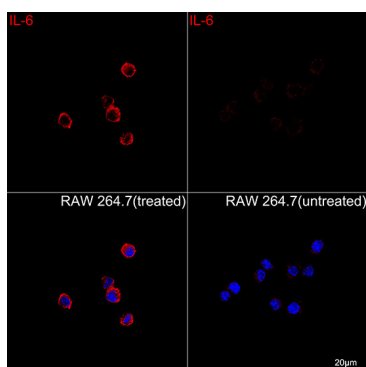 IL-6
IL-6
RAW 264.7(treated)
RAW 264.7(untreated)
20μm